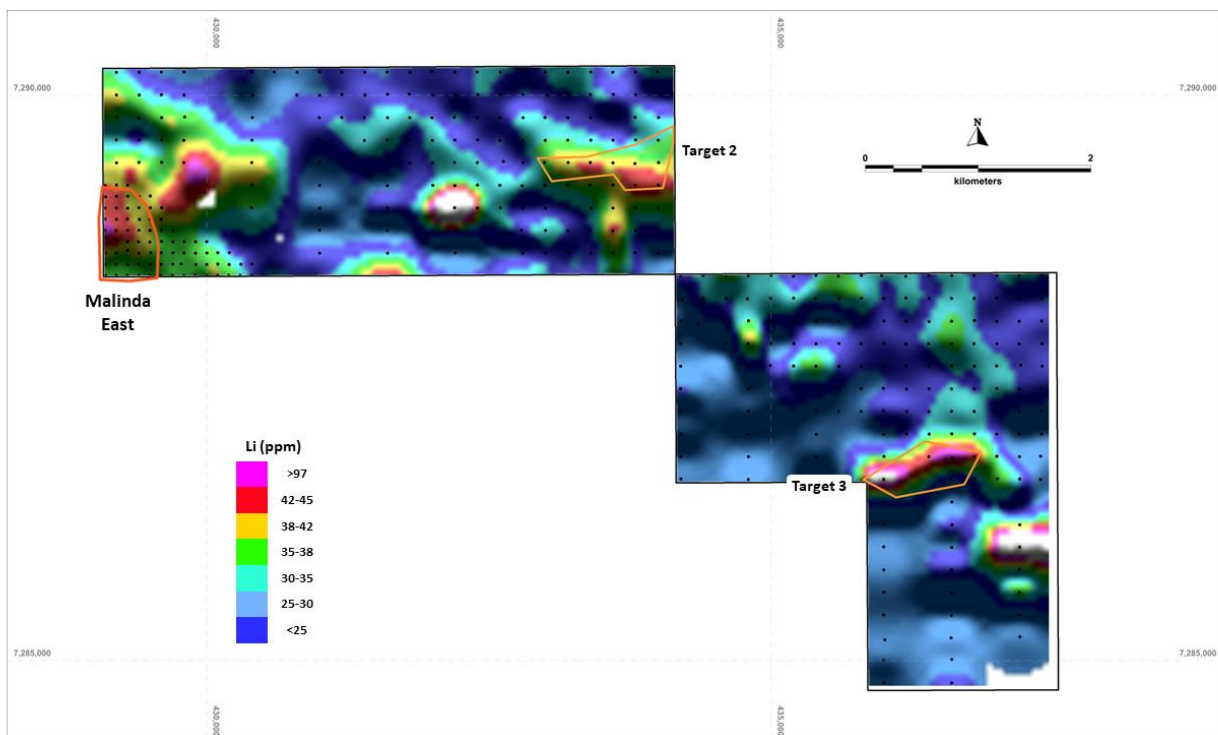 430,000
435,000
7,290,000
7,290,000
N
0
2
kilometers
Target 2
Malinda
East
Target 3
Li (ppm)
>97
42-45
38-42
35-38
30-35
25-30
<25
7,285,000
7,285,000
430,000
435,000